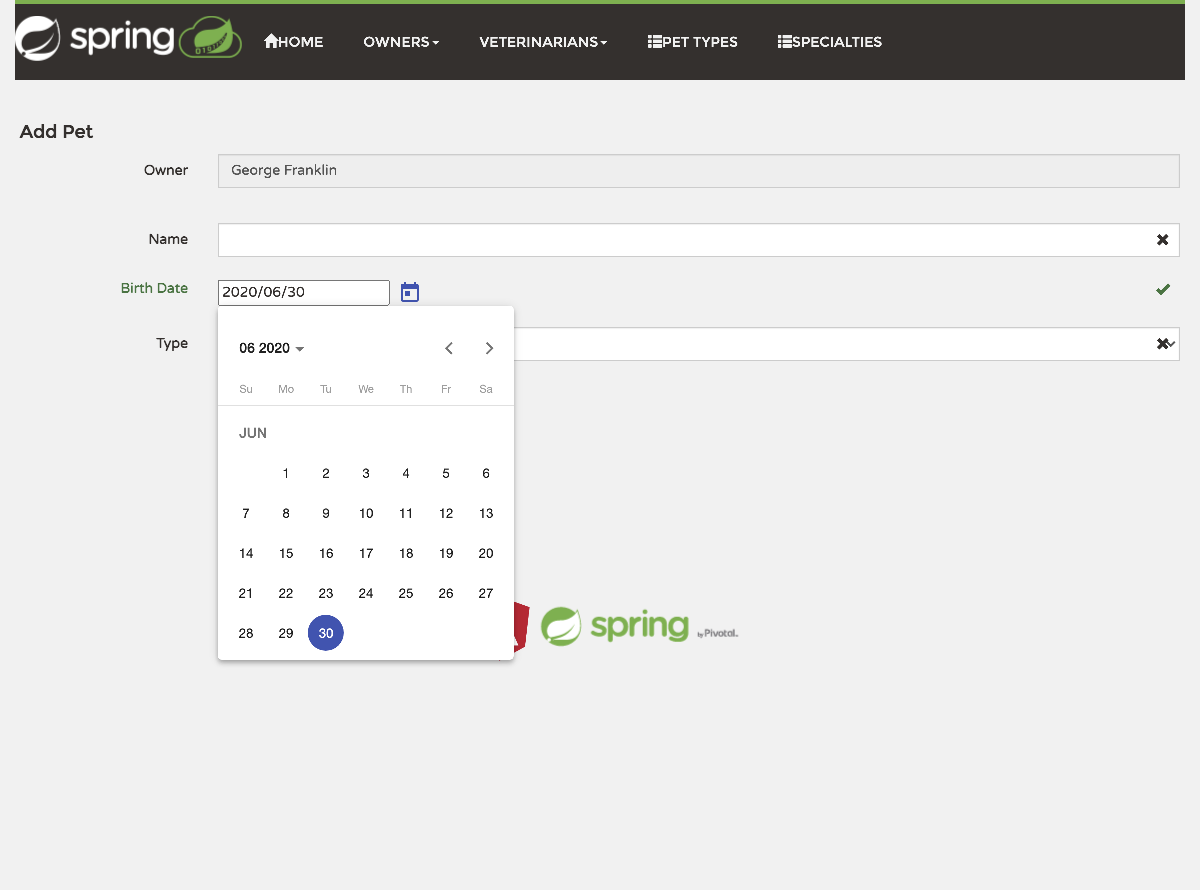 spring
HOME OWNERS VETERINARIANS PET TYPES SPECIALTIES
Add Pet
Owner George Franklin
Name
Birth Date 2020/06/30
Type
06 2020
Su Mo Tu We Th Fr Sa
JUN
1 2 3 4 5 6
7 8 9 10 11 12 13
14 15 16 17 18 19 20
21 22 23 24 25 26 27
28 29 30
spring by Pivotal.